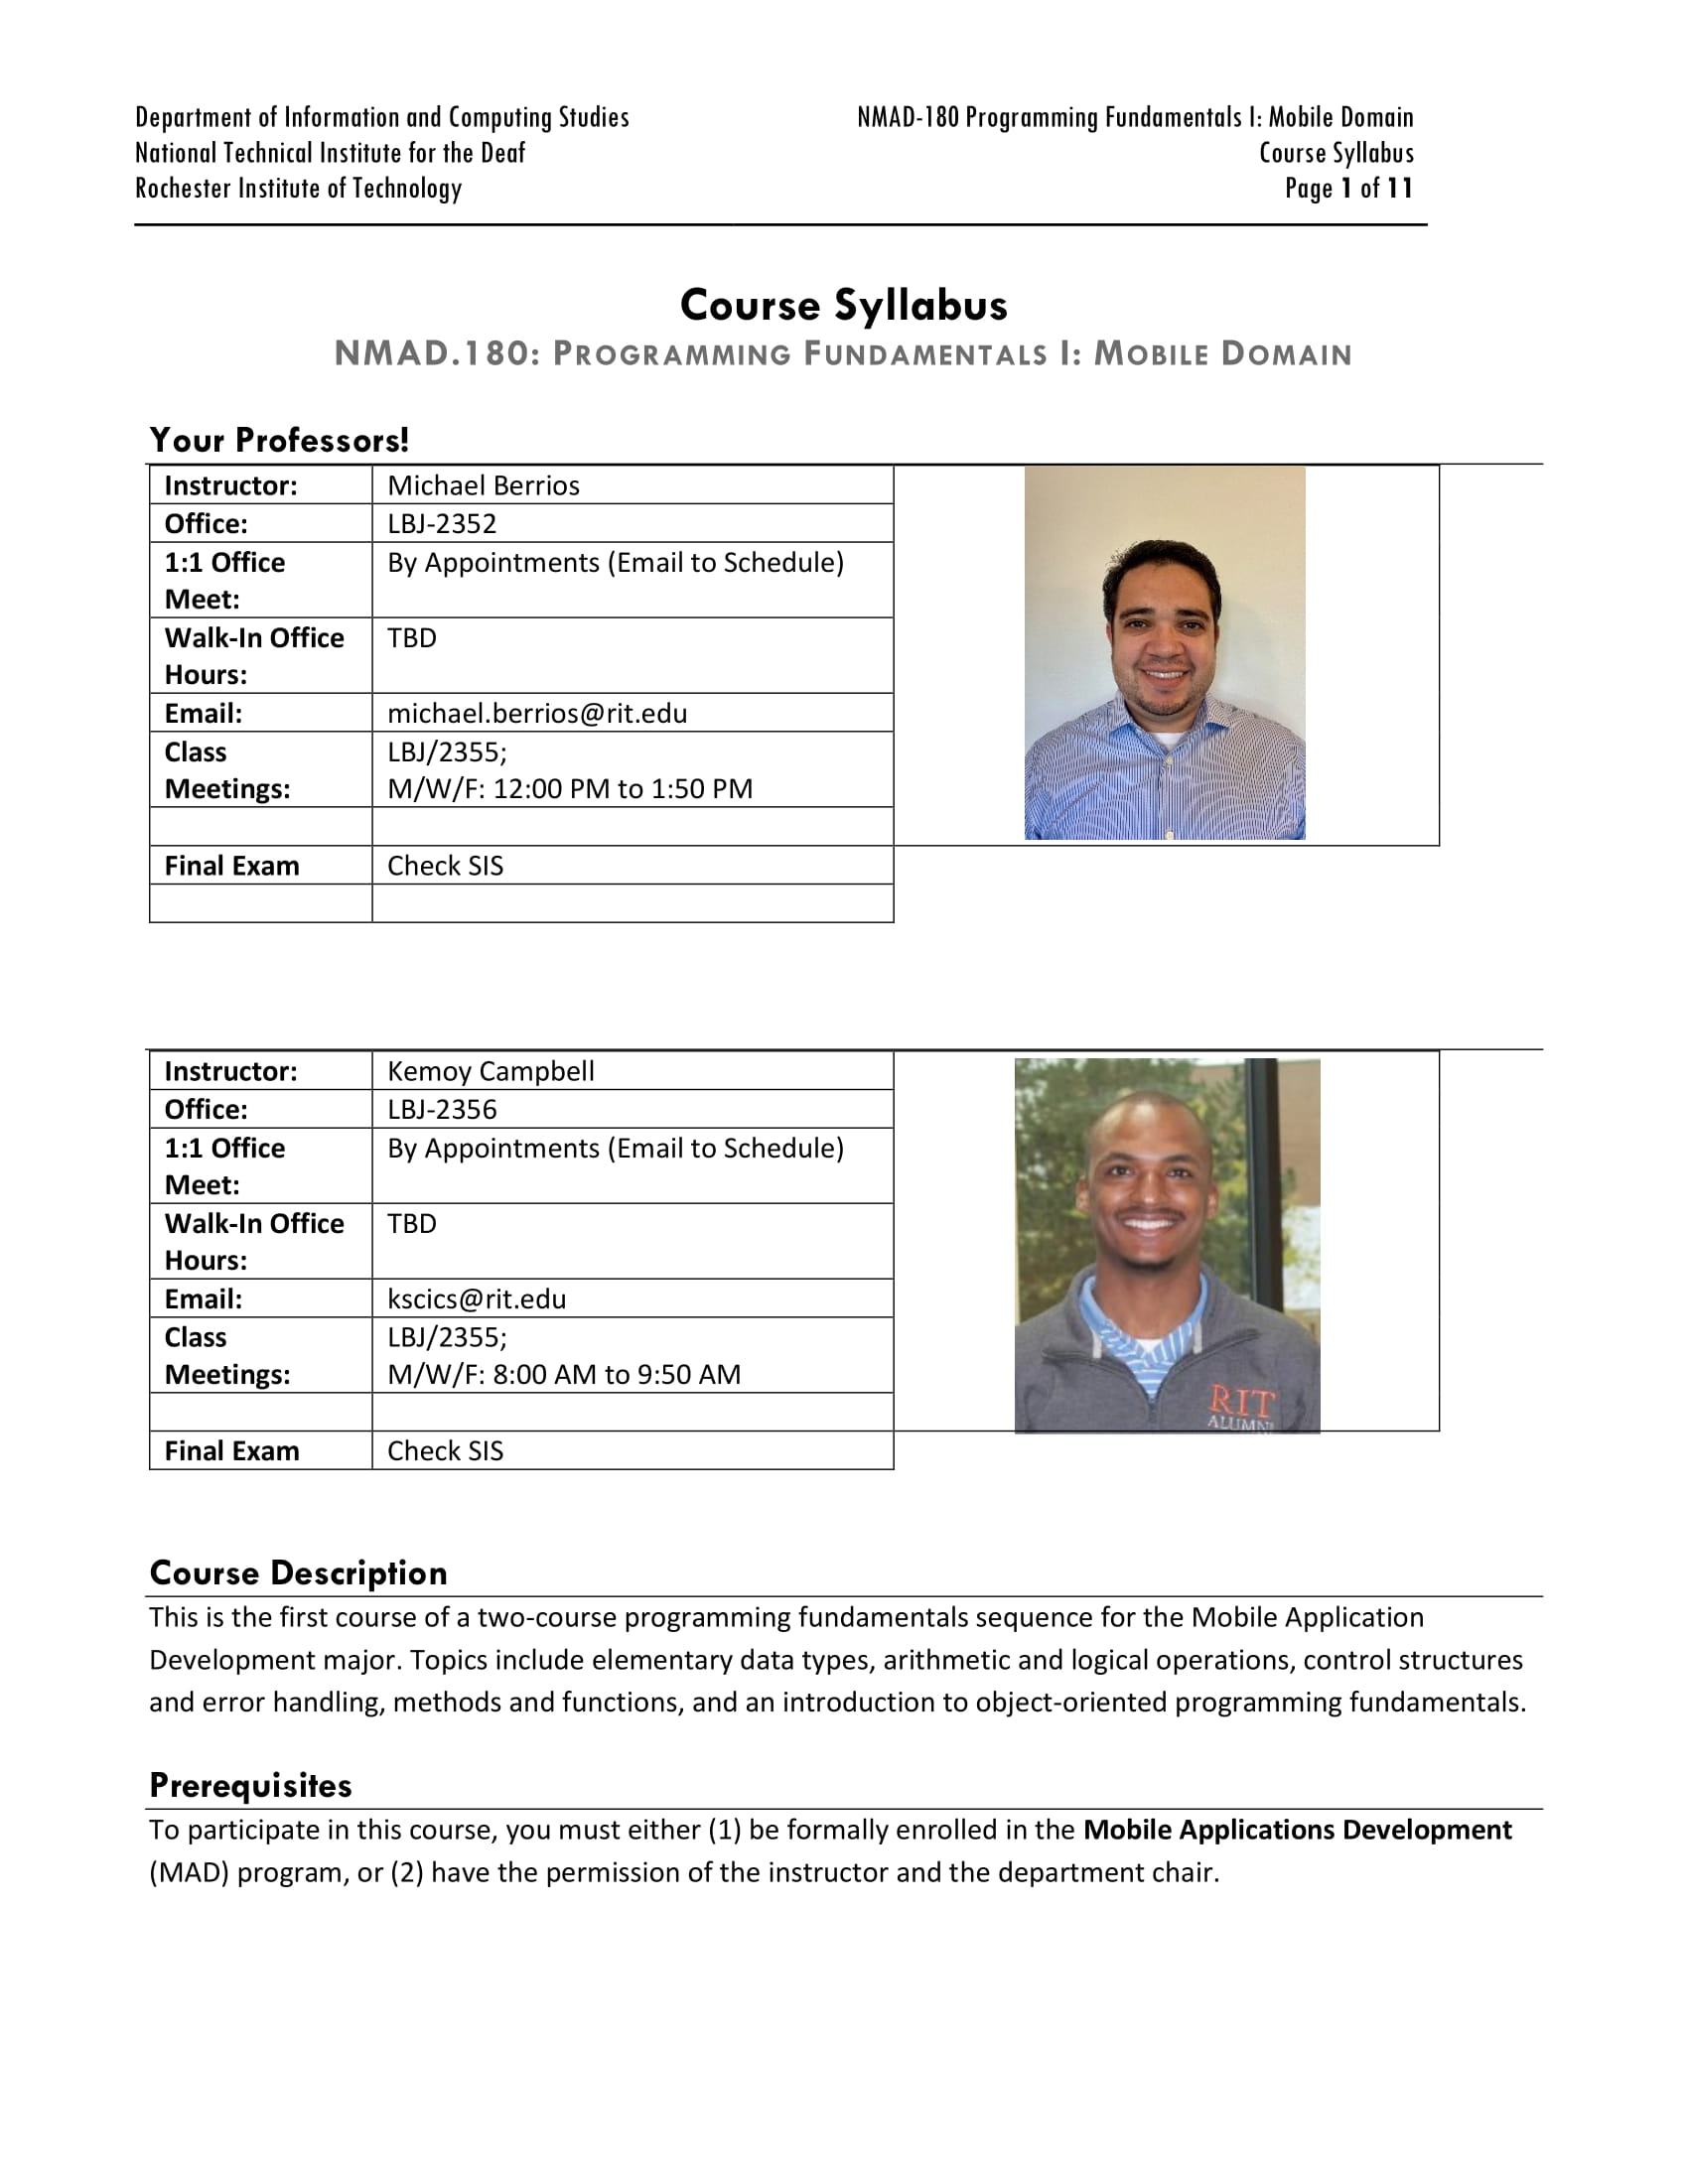 Department of Information and Computing Studies
National Technical Institute for the Deaf
Rochester Institute of Technology
NMAD-180 Programming Fundamentals I: Mobile Domain
Course Syllabus
Page 1 of 11
Course Syllabus
NMAD.180: PROGRAMMING FUNDAMENTALS I: MOBILE DOMAIN
Your Professors!
Instructor: Michael Berrios
Office: LBJ-2352
1:1 Office By Appointments (Email to Schedule)
Meet:
Walk-In Office TBD
Hours:
Email: michael.berrios@rit.edu
Class LBJ/2355;
Meetings: M/W/F: 12:00 PM to 1:50 PM
Final Exam Check SIS
Instructor: Kemoy Campbell
Office: LBJ-2356
1:1 Office By Appointments (Email to Schedule)
Meet:
Walk-In Office TBD
Hours:
Email: kscics@rit.edu
Class LBJ/2355;
Meetings: M/W/F: 8:00 AM to 9:50 AM
Final Exam Check SIS
RIT
ALUMNI
Course Description
This is the first course of a two-course programming fundamentals sequence for the Mobile Application
Development major. Topics include elementary data types, arithmetic and logical operations, control structures
and error handling, methods and functions, and an introduction to object-oriented programming fundamentals.
Prerequisites
To participate in this course, you must either (1) be formally enrolled in the Mobile Applications Development
(MAD) program, or (2) have the permission of the instructor and the department chair.